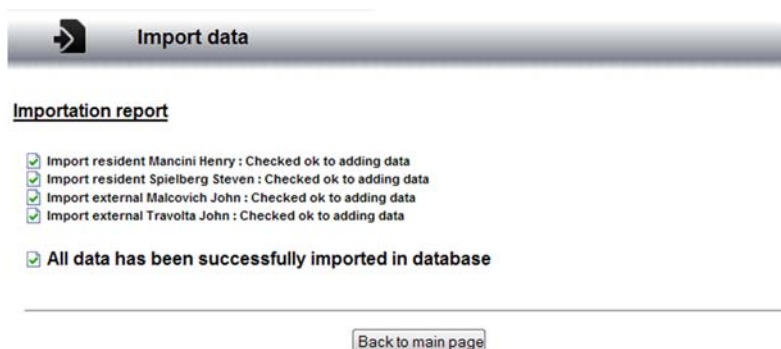 Import data
Importation report
Import resident Mancini Henry : Checked ok to adding data
Import resident Spielberg Steven : Checked ok to adding data
Import external Malcovich John : Checked ok to adding data
Import external Travolta John : Checked ok to adding data
All data has been successfully imported in database
Back to main page